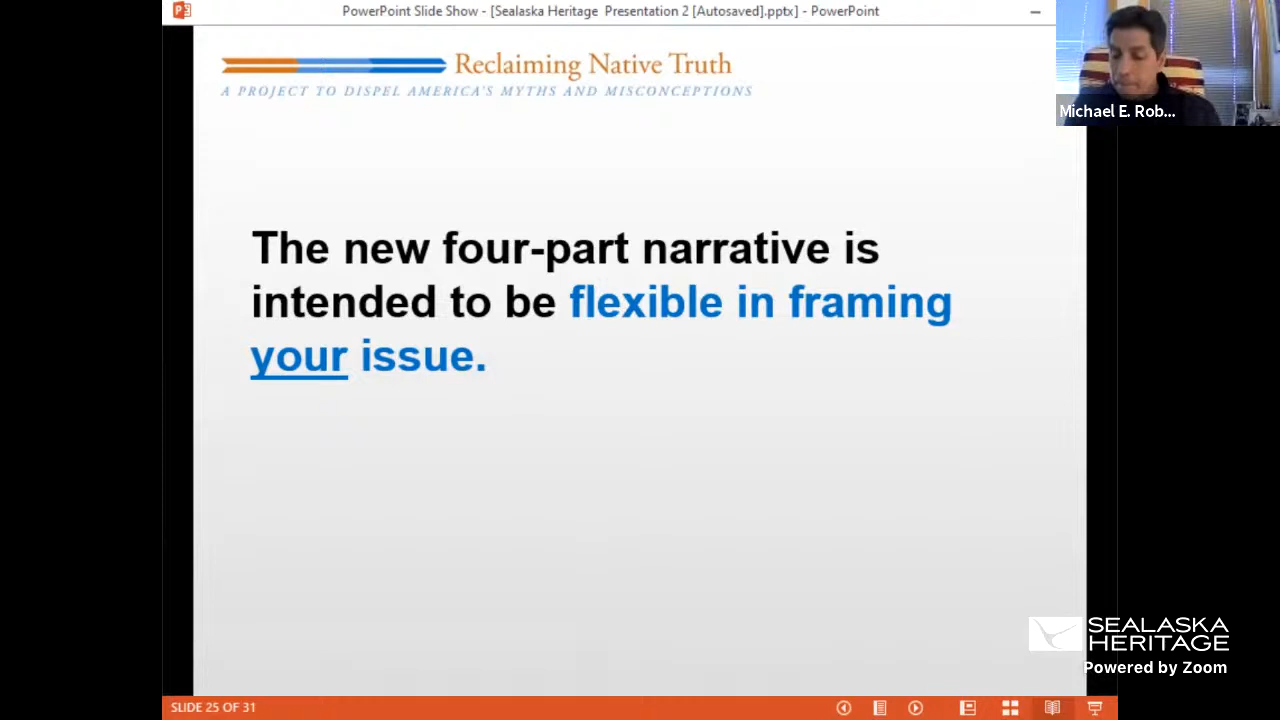 PowerPoint Slide Show - [Sealaska Heritage  Presentation 2 [Autosaved].pptx] - PowerPoint
Michael E. Rob...
Reclaiming Native Truth
A PROJECT TO DISPEL AMERICA'S MYTHS AND MISCONCEPTIONS
The new four-part narrative is
intended to be flexible in framing
your issue.
SEALASKA
HERITAGE
Powered by Zoom
SLIDE 25 OF 31